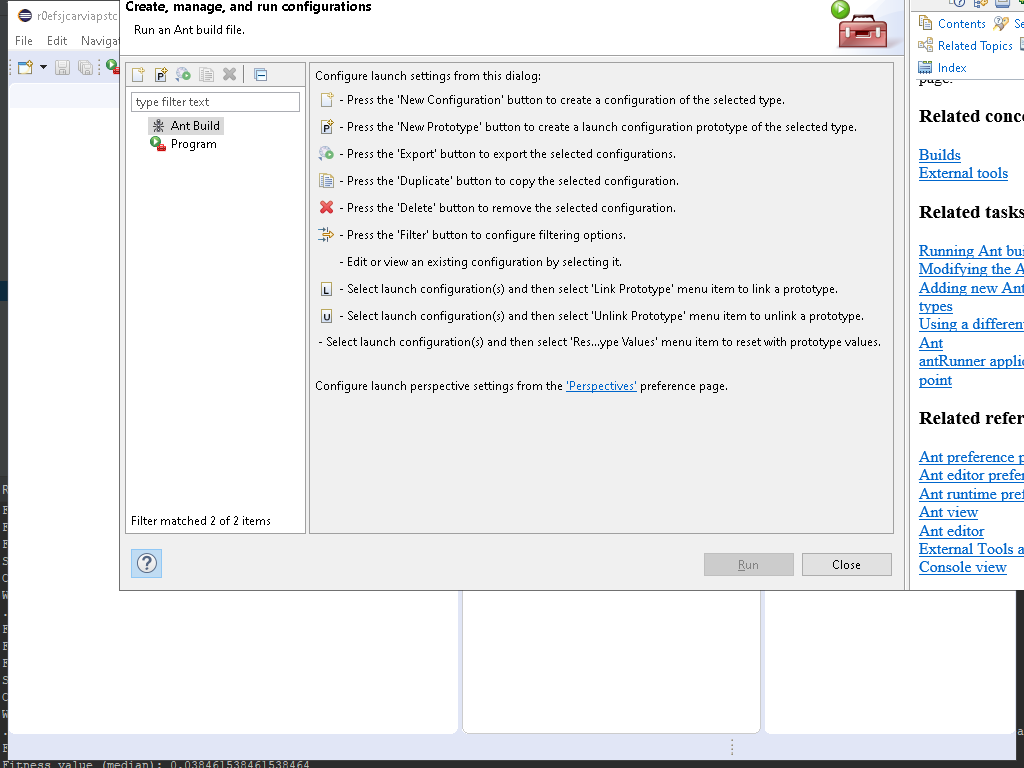 r0efsjcarviapstc
Create, manage, and run configurations
Run an Ant build file.
File Edit Naviga
type filter text
Ant Build
Program
Filter matched 2 of 2 items
Configure launch settings from this dialog:
- Press the 'New Configuration' button to create a configuration of the selected type.
- Press the 'New Prototype' button to create a launch configuration prototype of the selected type.
- Press the 'Export' button to export the selected configurations.
- Press the 'Duplicate' button to copy the selected configuration.
- Press the 'Delete' button to remove the selected configuration.
- Press the 'Filter' button to configure filtering options.
- Edit or view an existing configuration by selecting it.
L - Select launch configuration(s) and then select 'Link Prototype' menu item to link a prototype.
U - Select launch configuration(s) and then select 'Unlink Prototype' menu item to unlink a prototype.
- Select launch configuration(s) and then select 'Res...ype Values' menu item to reset with prototype values.
Configure launch perspective settings from the 'Perspectives' preference page.
Run Close
Contents Se
Related Topics
Index
page.
Related conc
Builds
External tools
Related tasks
Running Ant bui
Modifying the A
Adding new Ant
types
Using a different
Ant
antRunner applic
point
Related refer
Ant preference p
Ant editor prefer
Ant runtime pref
Ant view
Ant editor
External Tools a
Console view
Fitness value (median): 0.038461538461538464